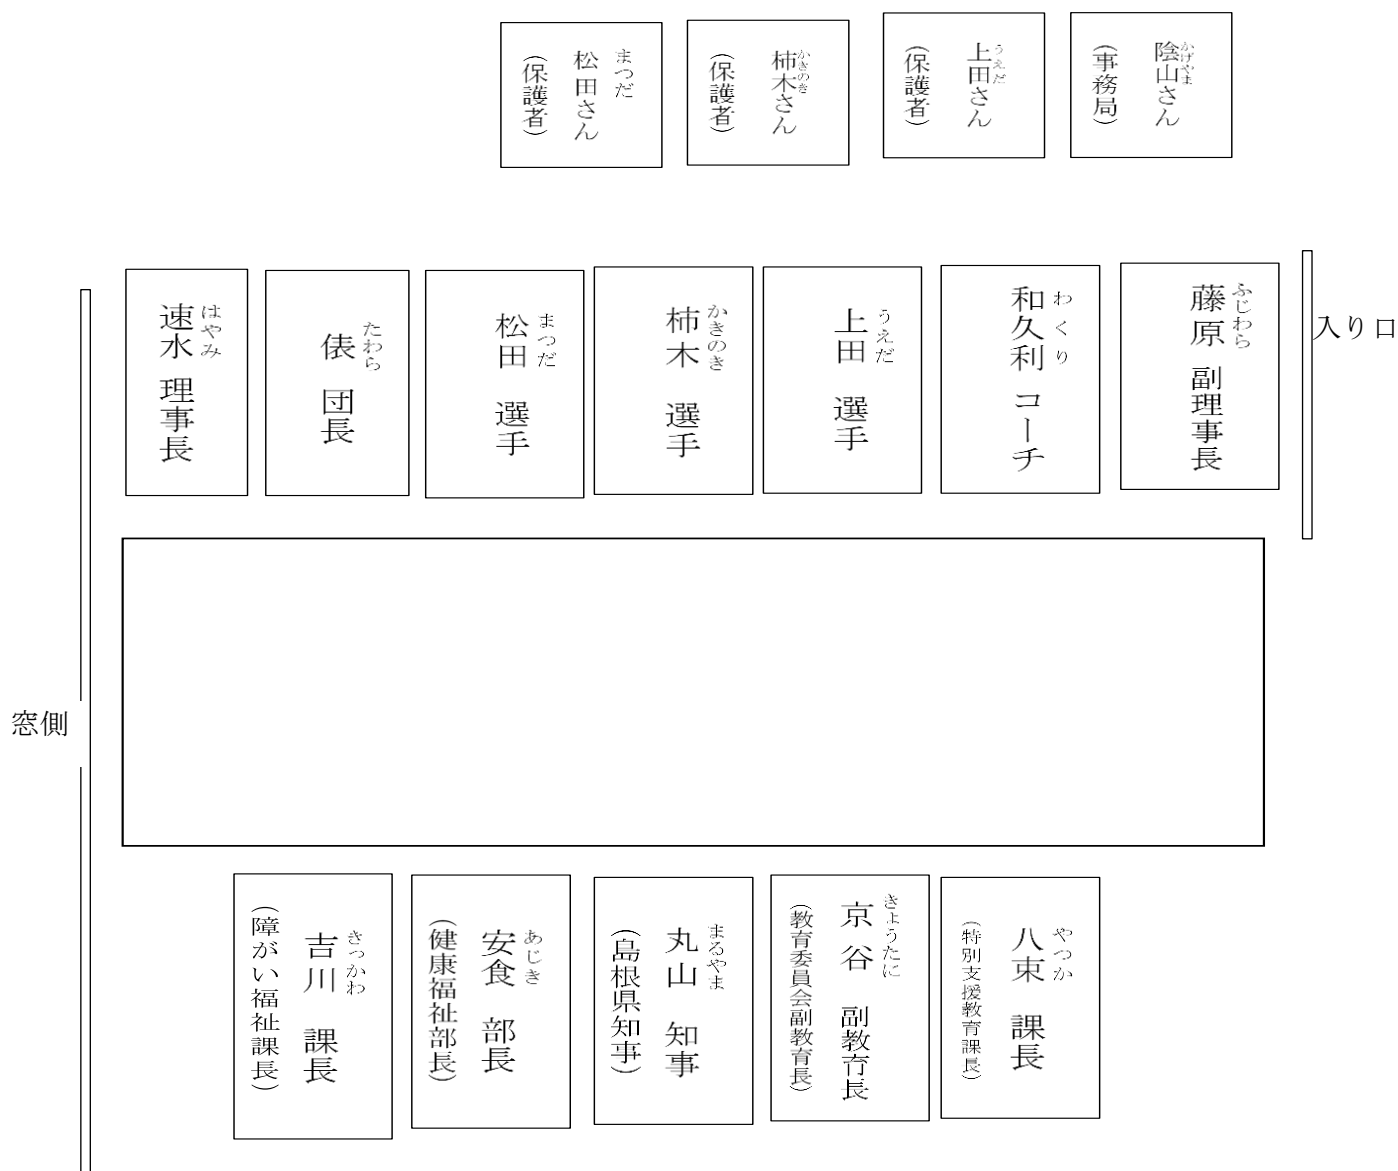 まつだ
松田さん
(保護者)
かきのき
柿木さん
(保護者)
うえだ
上田さん
(保護者)
かげやま
陰山さん
(事務局)
はやみ
速水 理事長
たわら
俵 団長
まつだ
松田 選手
かきのき
柿木 選手
うえだ
上田 選手
わくり
和久利 コーチ
ふじわら
藤原 副理事長
入り口
窓側
きっかわ
吉川 課長
(障がい福祉課長)
あじき
安食 部長
(健康福祉部長)
まるやま
丸山 知事
(島根県知事)
きょうたに
京谷 副教育長
(教育委員会副教育長)
やつか
八束 課長
(特別支援教育課長)